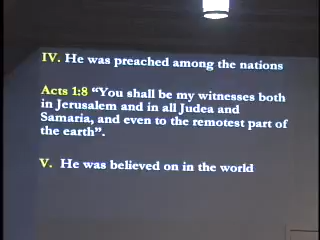 IV. He was preached among the nations
Acts 1:8 “You shall be my witnesses both
in Jerusalem and in all Judea and
Samaria, and even to the remotest part of
the earth”.
V. He was believed on in the world